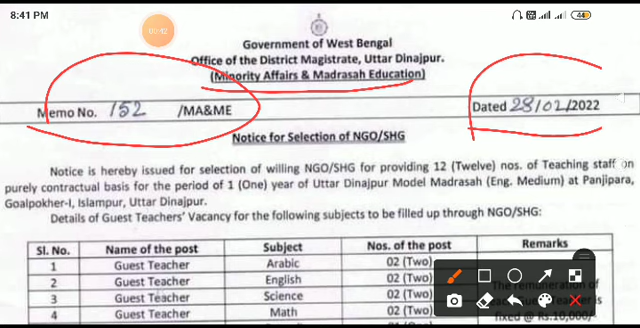 8:41 PM
44
00:42
Government of West Bengal
Office of the District Magistrate, Uttar Dinajpur.
(Minority Affairs & Madrasah Education)
Memo No. 152 /MA&ME Dated 28/02/2022
Notice for Selection of NGO/SHG
Notice is hereby issued for selection of willing NGO/SHG for providing 12 (Twelve) nos. of Teaching staff on
purely contractual basis for the period of 1 (One) year of Uttar Dinajpur Model Madrasah (Eng. Medium) at Panjipara,
Goalpokher-I, Islampur, Uttar Dinajpur.
Details of Guest Teachers' Vacancy for the following subjects to be filled up through NGO/SHG:
Sl. No. Name of the post Subject Nos. of the post Remarks
1 Guest Teacher Arabic 02 (Two)
2 Guest Teacher English 02 (Two) The remuneration of
3 Guest Teacher Science 02 (Two) Teacher is
4 Guest Teacher Math 02 (Two) fixed @ Rs.10,000/-